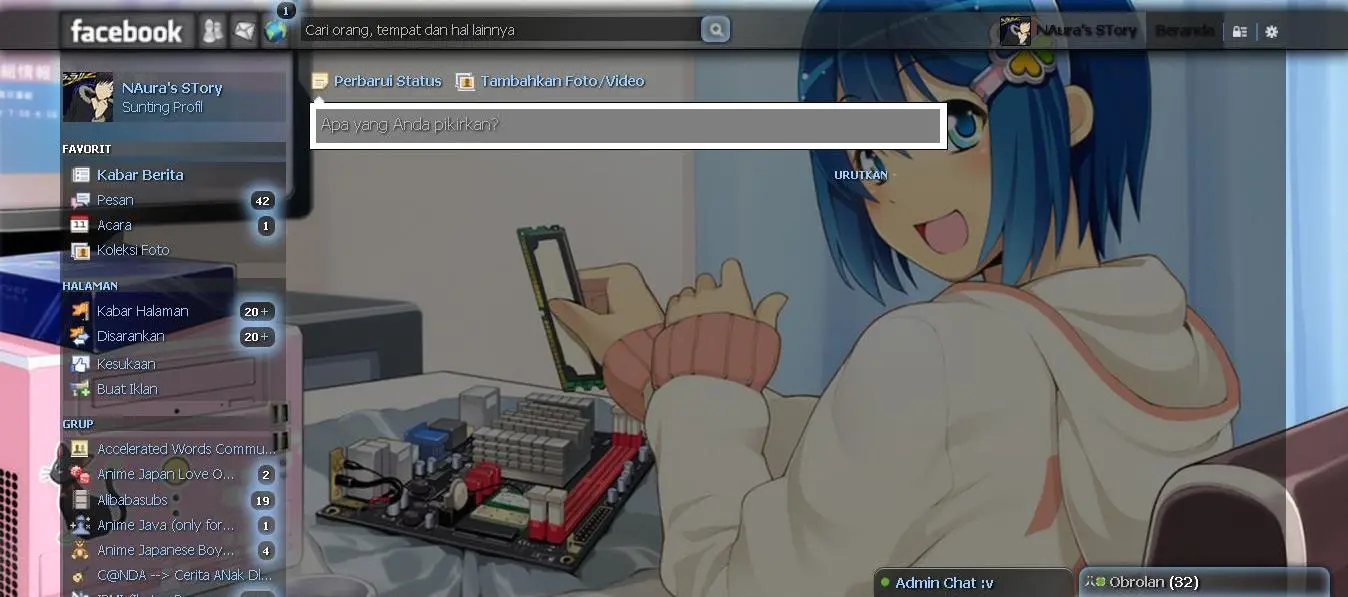 1
facebook
Cari orang, tempat dan hal lainnya
NAura's STory
Beranda
NAura's STory
Sunting Profil
Perbarui Status
Tambahkan Foto/Video
Apa yang Anda pikirkan?
URUTKAN
FAVORIT
Kabar Berita
Pesan 42
Acara 1
Koleksi Foto
HALAMAN
Kabar Halaman 20+
Disarankan 20+
Kesukaan
Buat Iklan
GRUP
Accelerated Words Commu...
Anime Japan Love O... 2
Alibabasubs 19
Anime Java (only for... 1
Anime Japanese Boy... 4
C@NDA --> Cerita ANak DI...
Admin Chat :v
Obrolan (32)